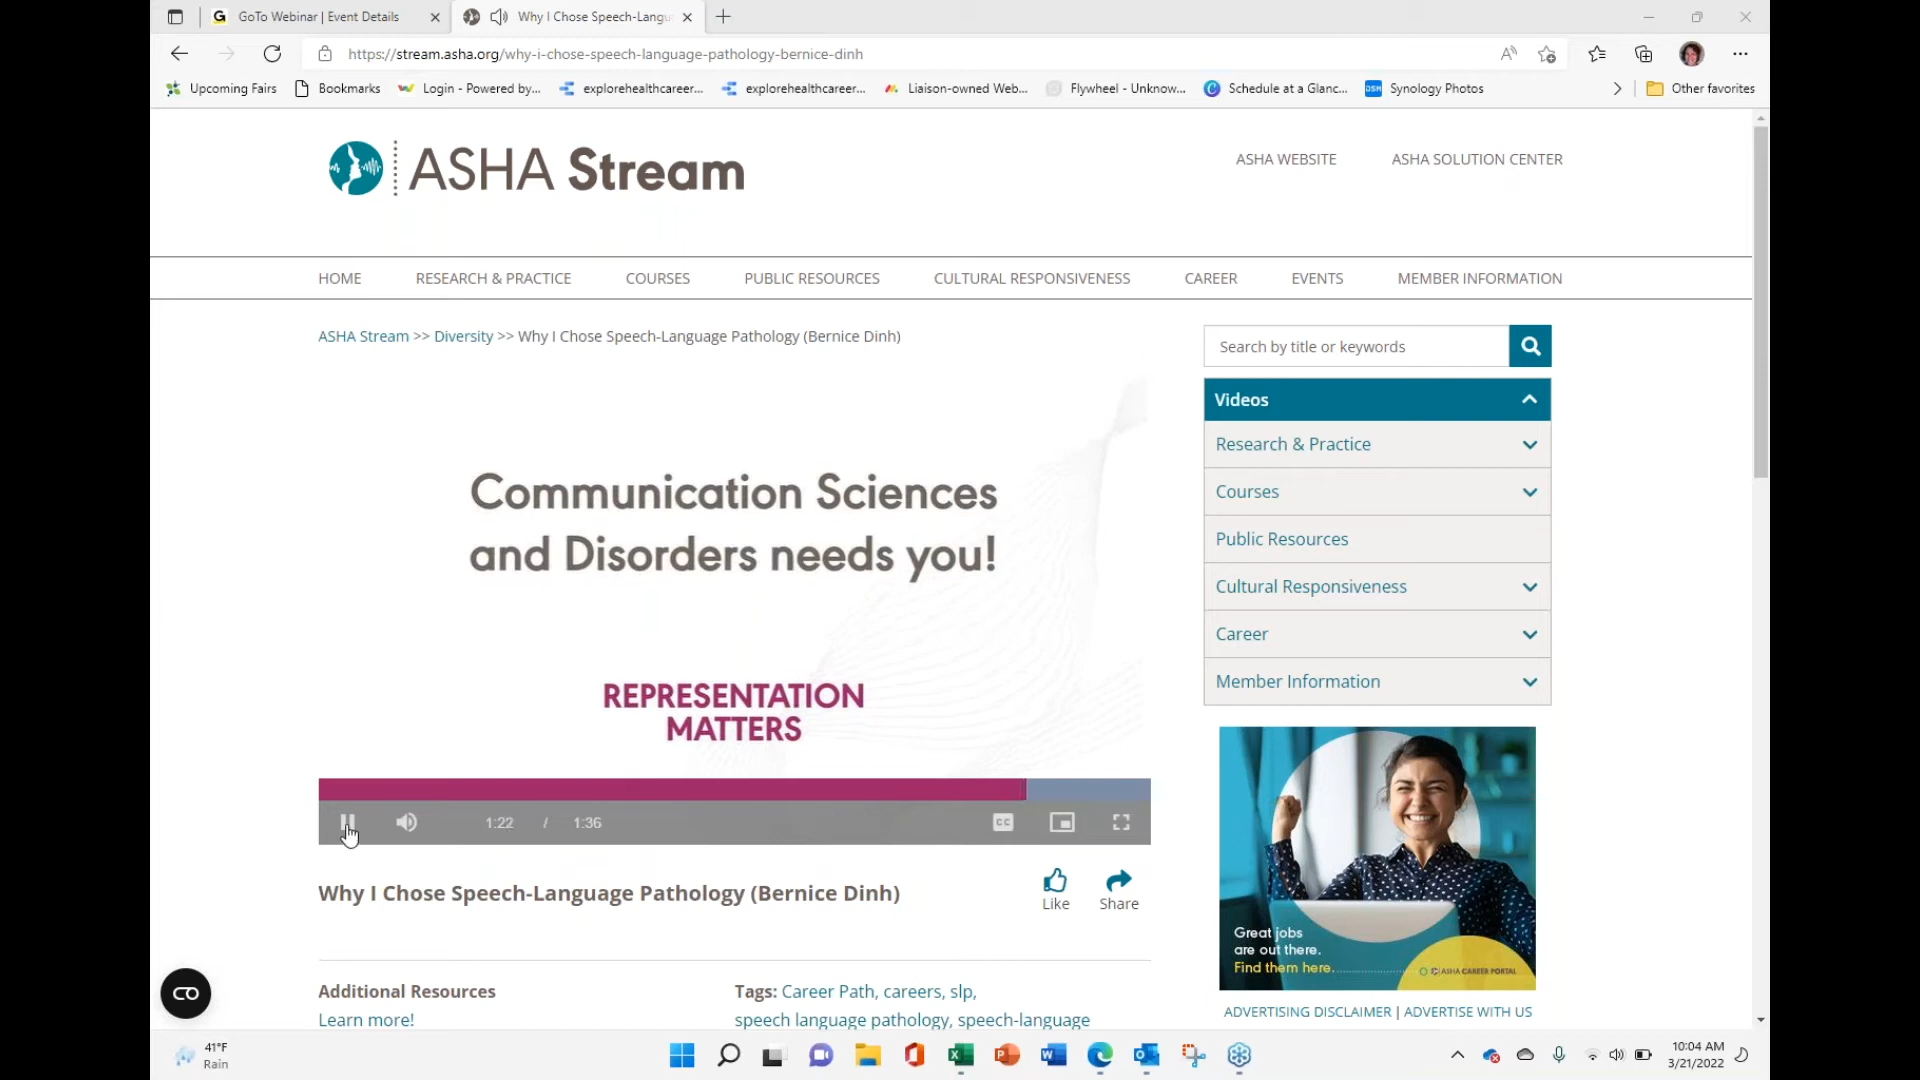 GoTo Webinar | Event Details
Why I Chose Speech-Langu
https://stream.asha.org/why-i-chose-speech-language-pathology-bernice-dinh
Upcoming Fairs Bookmarks Login - Powered by... explorehealthcareer... explorehealthcareer... Liaison-owned Web... Flywheel - Unknow... Schedule at a Glanc... DSM Synology Photos Other favorites
ASHA Stream
ASHA WEBSITE ASHA SOLUTION CENTER
HOME RESEARCH & PRACTICE COURSES PUBLIC RESOURCES CULTURAL RESPONSIVENESS CAREER EVENTS MEMBER INFORMATION
ASHA Stream >> Diversity >> Why I Chose Speech-Language Pathology (Bernice Dinh)
Communication Sciences
and Disorders needs you!
REPRESENTATION
MATTERS
1:22 / 1:36
CC
Why I Chose Speech-Language Pathology (Bernice Dinh)
Like Share
Additional Resources
Learn more!
Tags: Career Path, careers, slp,
speech language pathology, speech-language
Search by title or keywords
Videos
Research & Practice
Courses
Public Resources
Cultural Responsiveness
Career
Member Information
Great jobs
are out there.
Find them here.
ASHA CAREER PORTAL
ADVERTISING DISCLAIMER | ADVERTISE WITH US
41°F
Rain
10:04 AM
3/21/2022